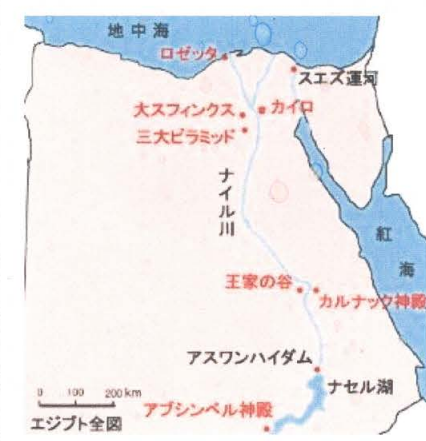 地中海
ロゼッタ
スエズ運河
大スフィンクス
カイロ
三大ピラミッド
ナイル川
紅海
王家の谷
カルナック神殿
アスワンハイダム
ナセル湖
0 100 200 km
アブシンベル神殿
エジプト全図